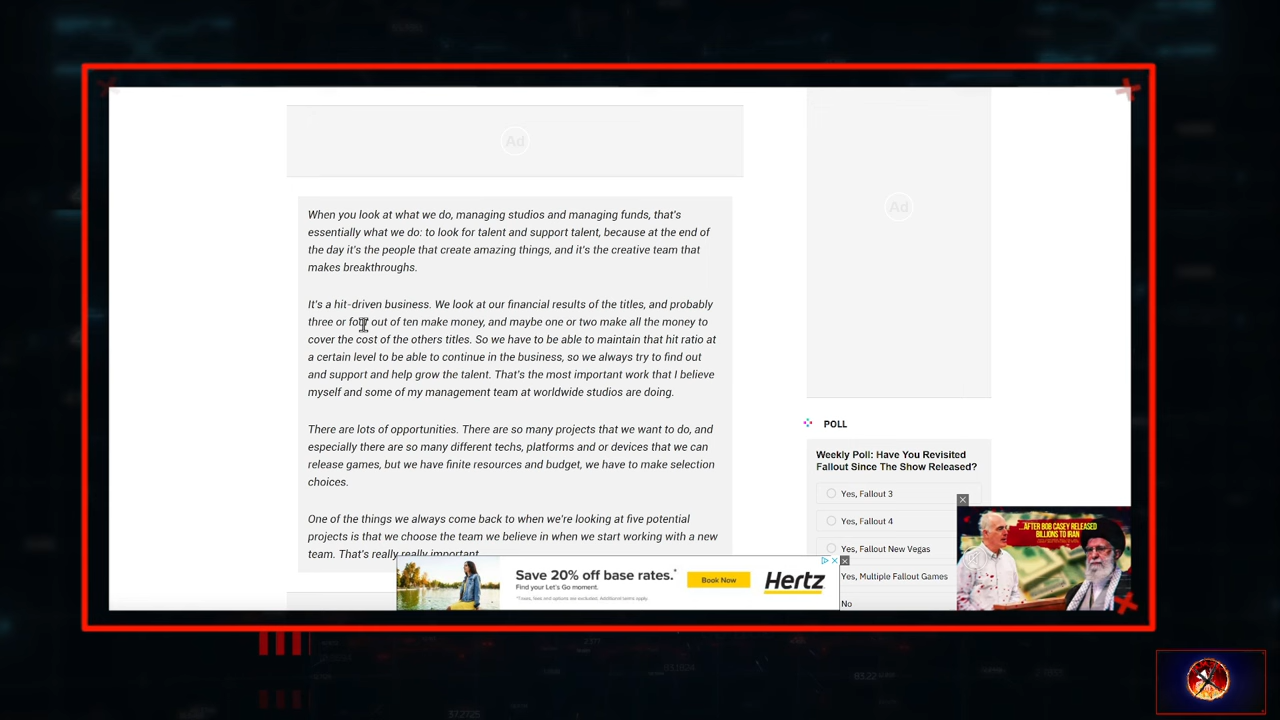 Ad
When you look at what we do, managing studios and managing funds, that's
essentially what we do: to look for talent and support talent, because at the end of
the day it's the people that create amazing things, and it's the creative team that
makes breakthroughs.
It's a hit-driven business. We look at our financial results of the titles, and probably
three or four out of ten make money, and maybe one or two make all the money to
cover the cost of the others titles. So we have to be able to maintain that hit ratio at
a certain level to be able to continue in the business, so we always try to find out
and support and help grow the talent. That's the most important work that I believe
myself and some of my management team at worldwide studios are doing.
There are lots of opportunities. There are so many projects that we want to do, and
especially there are so many different techs, platforms and or devices that we can
release games, but we have finite resources and budget, we have to make selection
choices.
One of the things we always come back to when we're looking at five potential
projects is that we choose the team we believe in when we start working with a new
team. That's really really important
Ad
POLL
Weekly Poll: Have You Revisited
Fallout Since The Show Released?
Yes, Fallout 3
Yes, Fallout 4
Yes, Fallout New Vegas
Yes, Multiple Fallout Games
No
Save 20% off base rates.*
Find your Let's Go moment.
*Taxes, fees and options are excluded. Additional terms apply.
Book Now
Hertz
...AFTER BOB CASEY RELEASED
BILLIONS TO IRAN